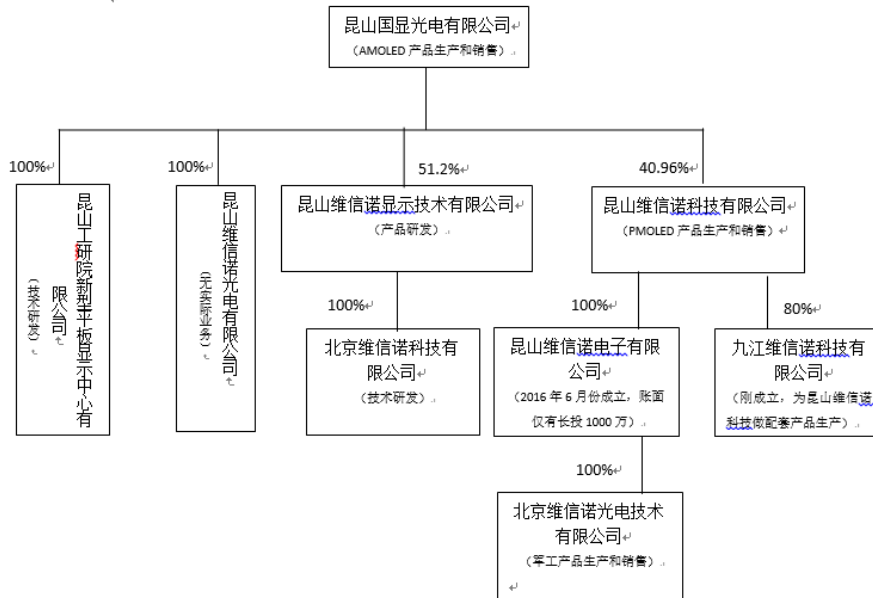 昆山国显光电有限公司
（AMOLED 产品生产和销售）
100%
100%
51.2%
40.96%
昆山工研院新型平板显示中心有
限公司
（技术研发）
昆山维信诺光电有限公司
（无实际业务）
昆山维信诺显示技术有限公司
（产品研发）
昆山维信诺科技有限公司
（PMOLED 产品生产和销售）
100%
100%
80%
北京维信诺科技有
限公司
（技术研发）
昆山维信诺电子有限
公司
（2016 年 6 月份成立，账面
仅有长投 1000 万）
九江维信诺科技有
限公司
（刚成立，为昆山维信诺
科技做配套产品生产）
100%
北京维信诺光电技术
有限公司
（军工产品生产和销售）